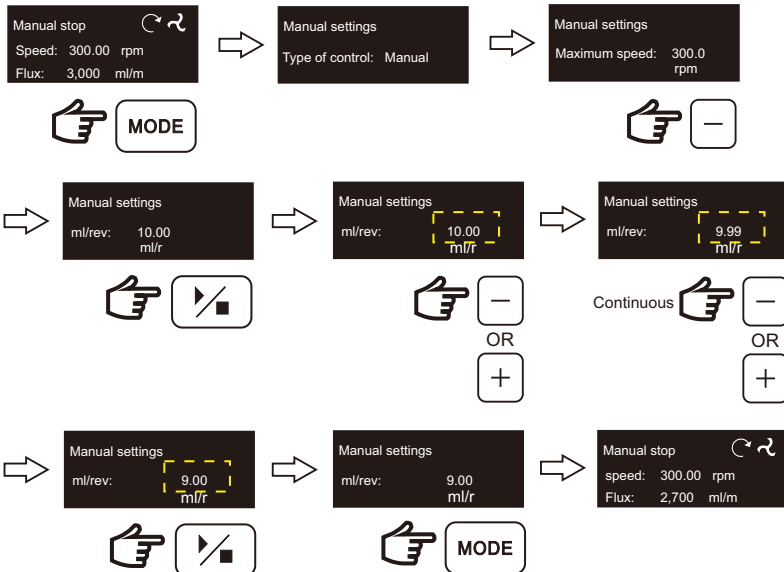 Manual stop
Speed: 300.00 rpm
Flux: 3,000 ml/m
Manual settings
Type of control: Manual
Manual settings
Maximum speed: 300.0
rpm
MODE
−
Manual settings
ml/rev: 10.00
ml/r
Manual settings
ml/rev: 10.00
ml/r
Manual settings
ml/rev: 9.99
ml/r
−
OR
+
Continuous
−
OR
+
Manual settings
ml/rev: 9.00
ml/r
Manual settings
ml/rev: 9.00
ml/r
Manual stop
speed: 300.00 rpm
Flux: 2,700 ml/m
MODE